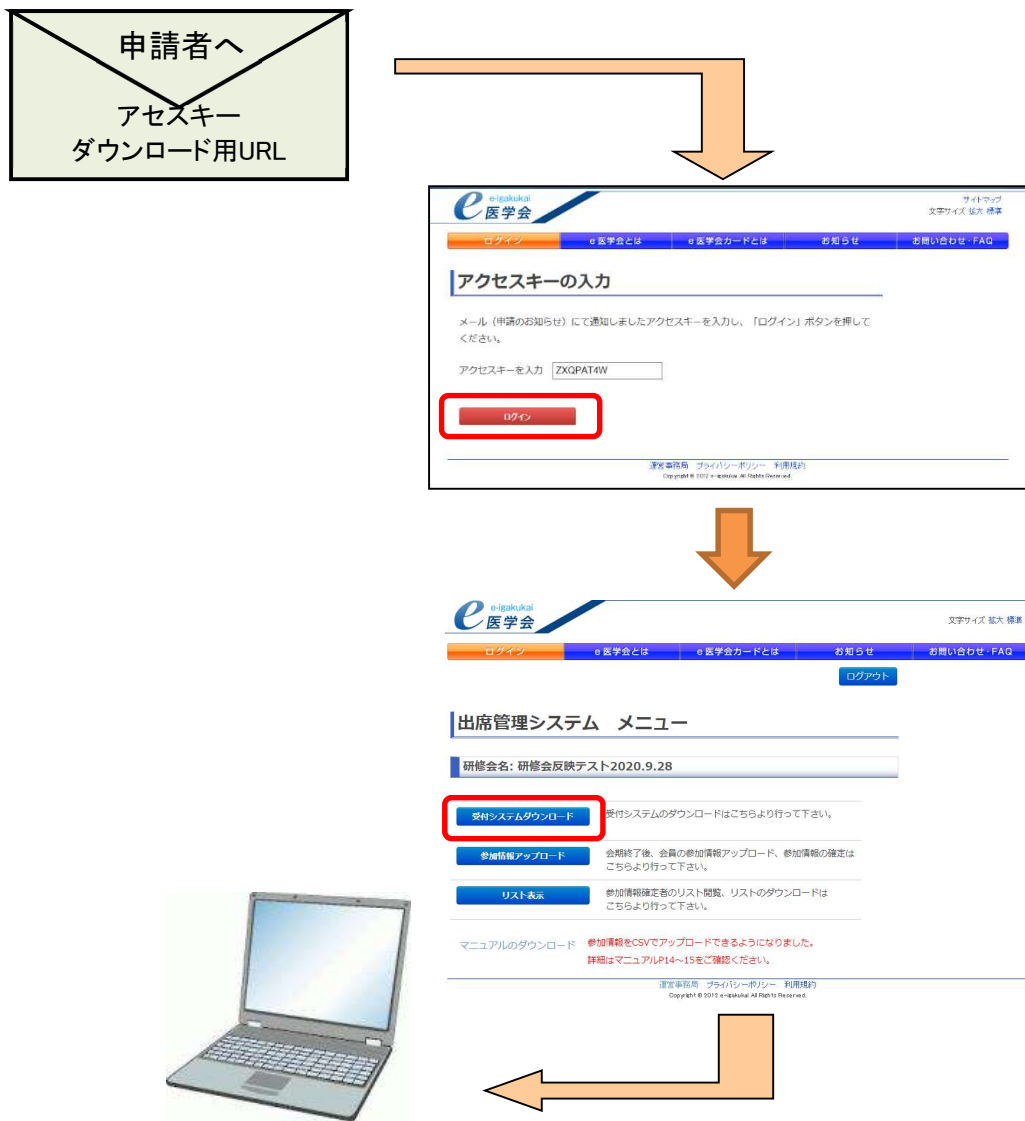 申請者へ
アセスキー
ダウンロード用URL
e-igakukai
e医学会
サイトマップ
文字サイズ 拡大 標準
ログイン e医学会とは e医学会カードとは お知らせ お問い合わせ・FAQ
アクセスキーの入力
メール（申請のお知らせ）にて通知しましたアクセスキーを入力し、「ログイン」ボタンを押して
ください。
アクセスキーを入力 ZXQPAT4W
ログイン
運営事務局 プライバシーポリシー 利用規約
Copyright © 2012 e-igakukai All Rights Reserved.
e-igakukai
e医学会
文字サイズ 拡大 標準
ログイン e医学会とは e医学会カードとは お知らせ お問い合わせ・FAQ
ログアウト
出席管理システム メニュー
研修会名: 研修会反映テスト2020.9.28
受付システムダウンロード 受付システムのダウンロードはこちらより行って下さい。
参加情報アップロード 会期終了後、会員の参加情報アップロード、参加情報の確定は
こちらより行って下さい。
リスト表示 参加情報確定者のリスト閲覧、リストのダウンロードは
こちらより行って下さい。
マニュアルのダウンロード 参加情報をCSVでアップロードできるようになりました。
詳細はマニュアルP14～15をご確認ください。
運営事務局 プライバシーポリシー 利用規約
Copyright © 2012 e-igakukai All Rights Reserved.